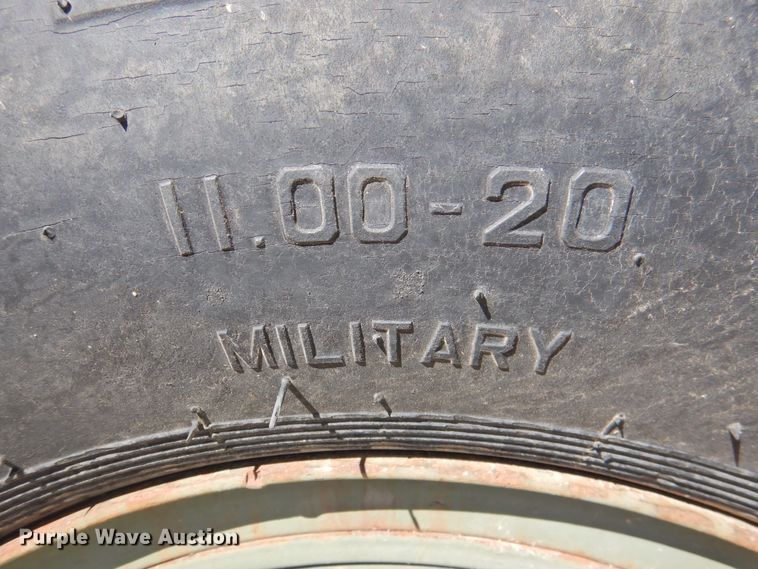 11.00-20
MILITARY
Purple Wave Auction